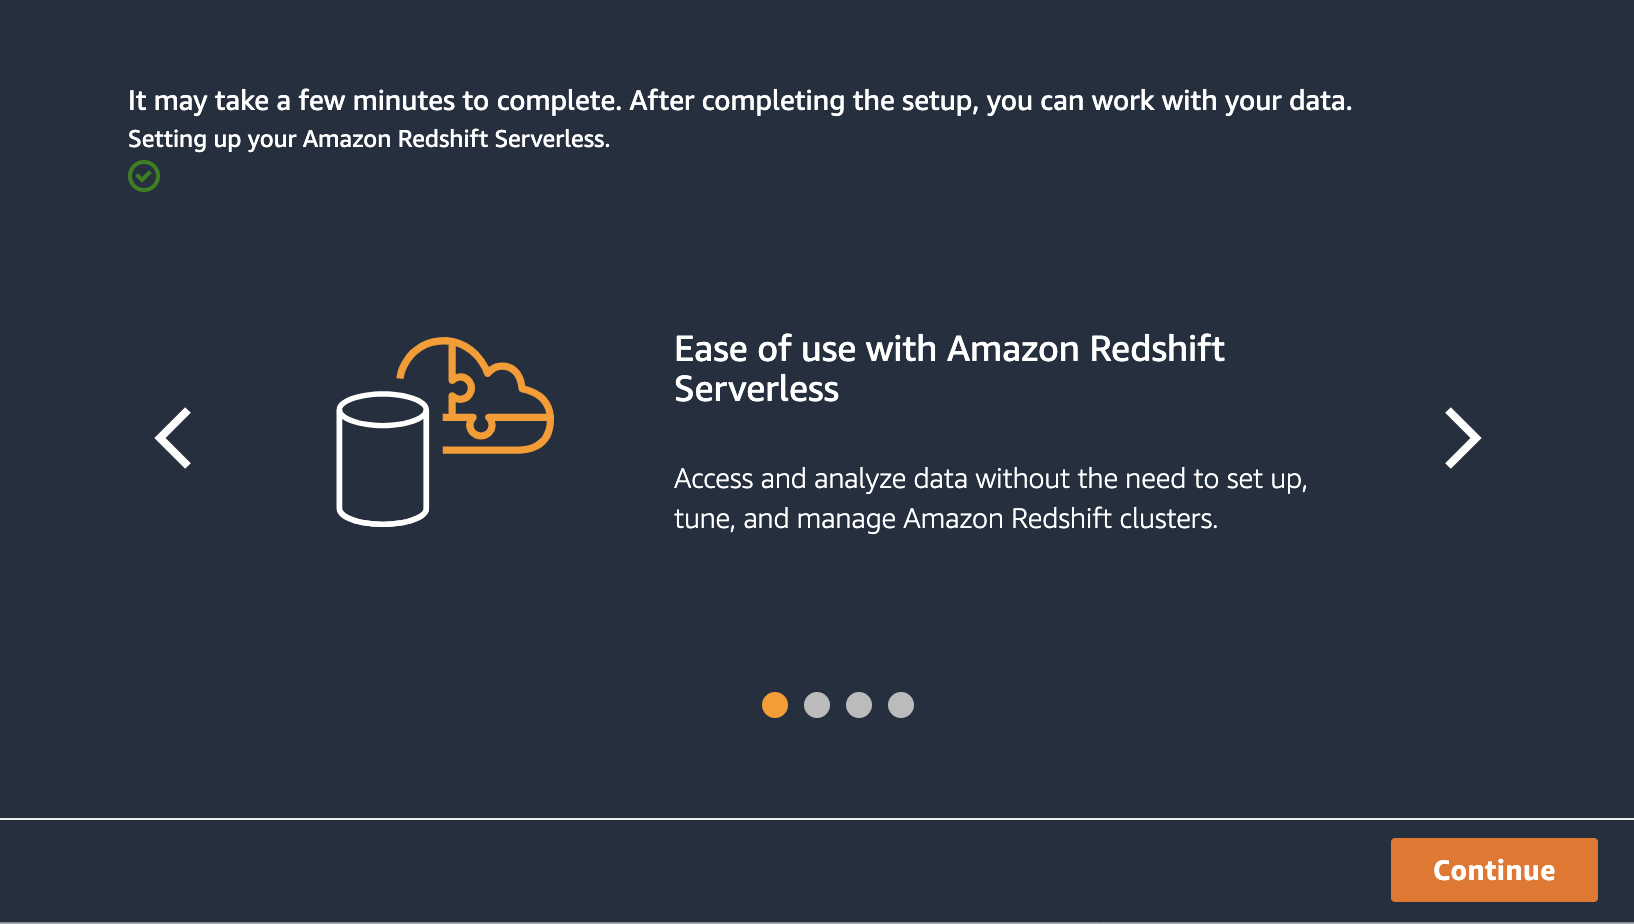 It may take a few minutes to complete. After completing the setup, you can work with your data.
Setting up your Amazon Redshift Serverless.
Ease of use with Amazon Redshift
Serverless
Access and analyze data without the need to set up,
tune, and manage Amazon Redshift clusters.
Continue